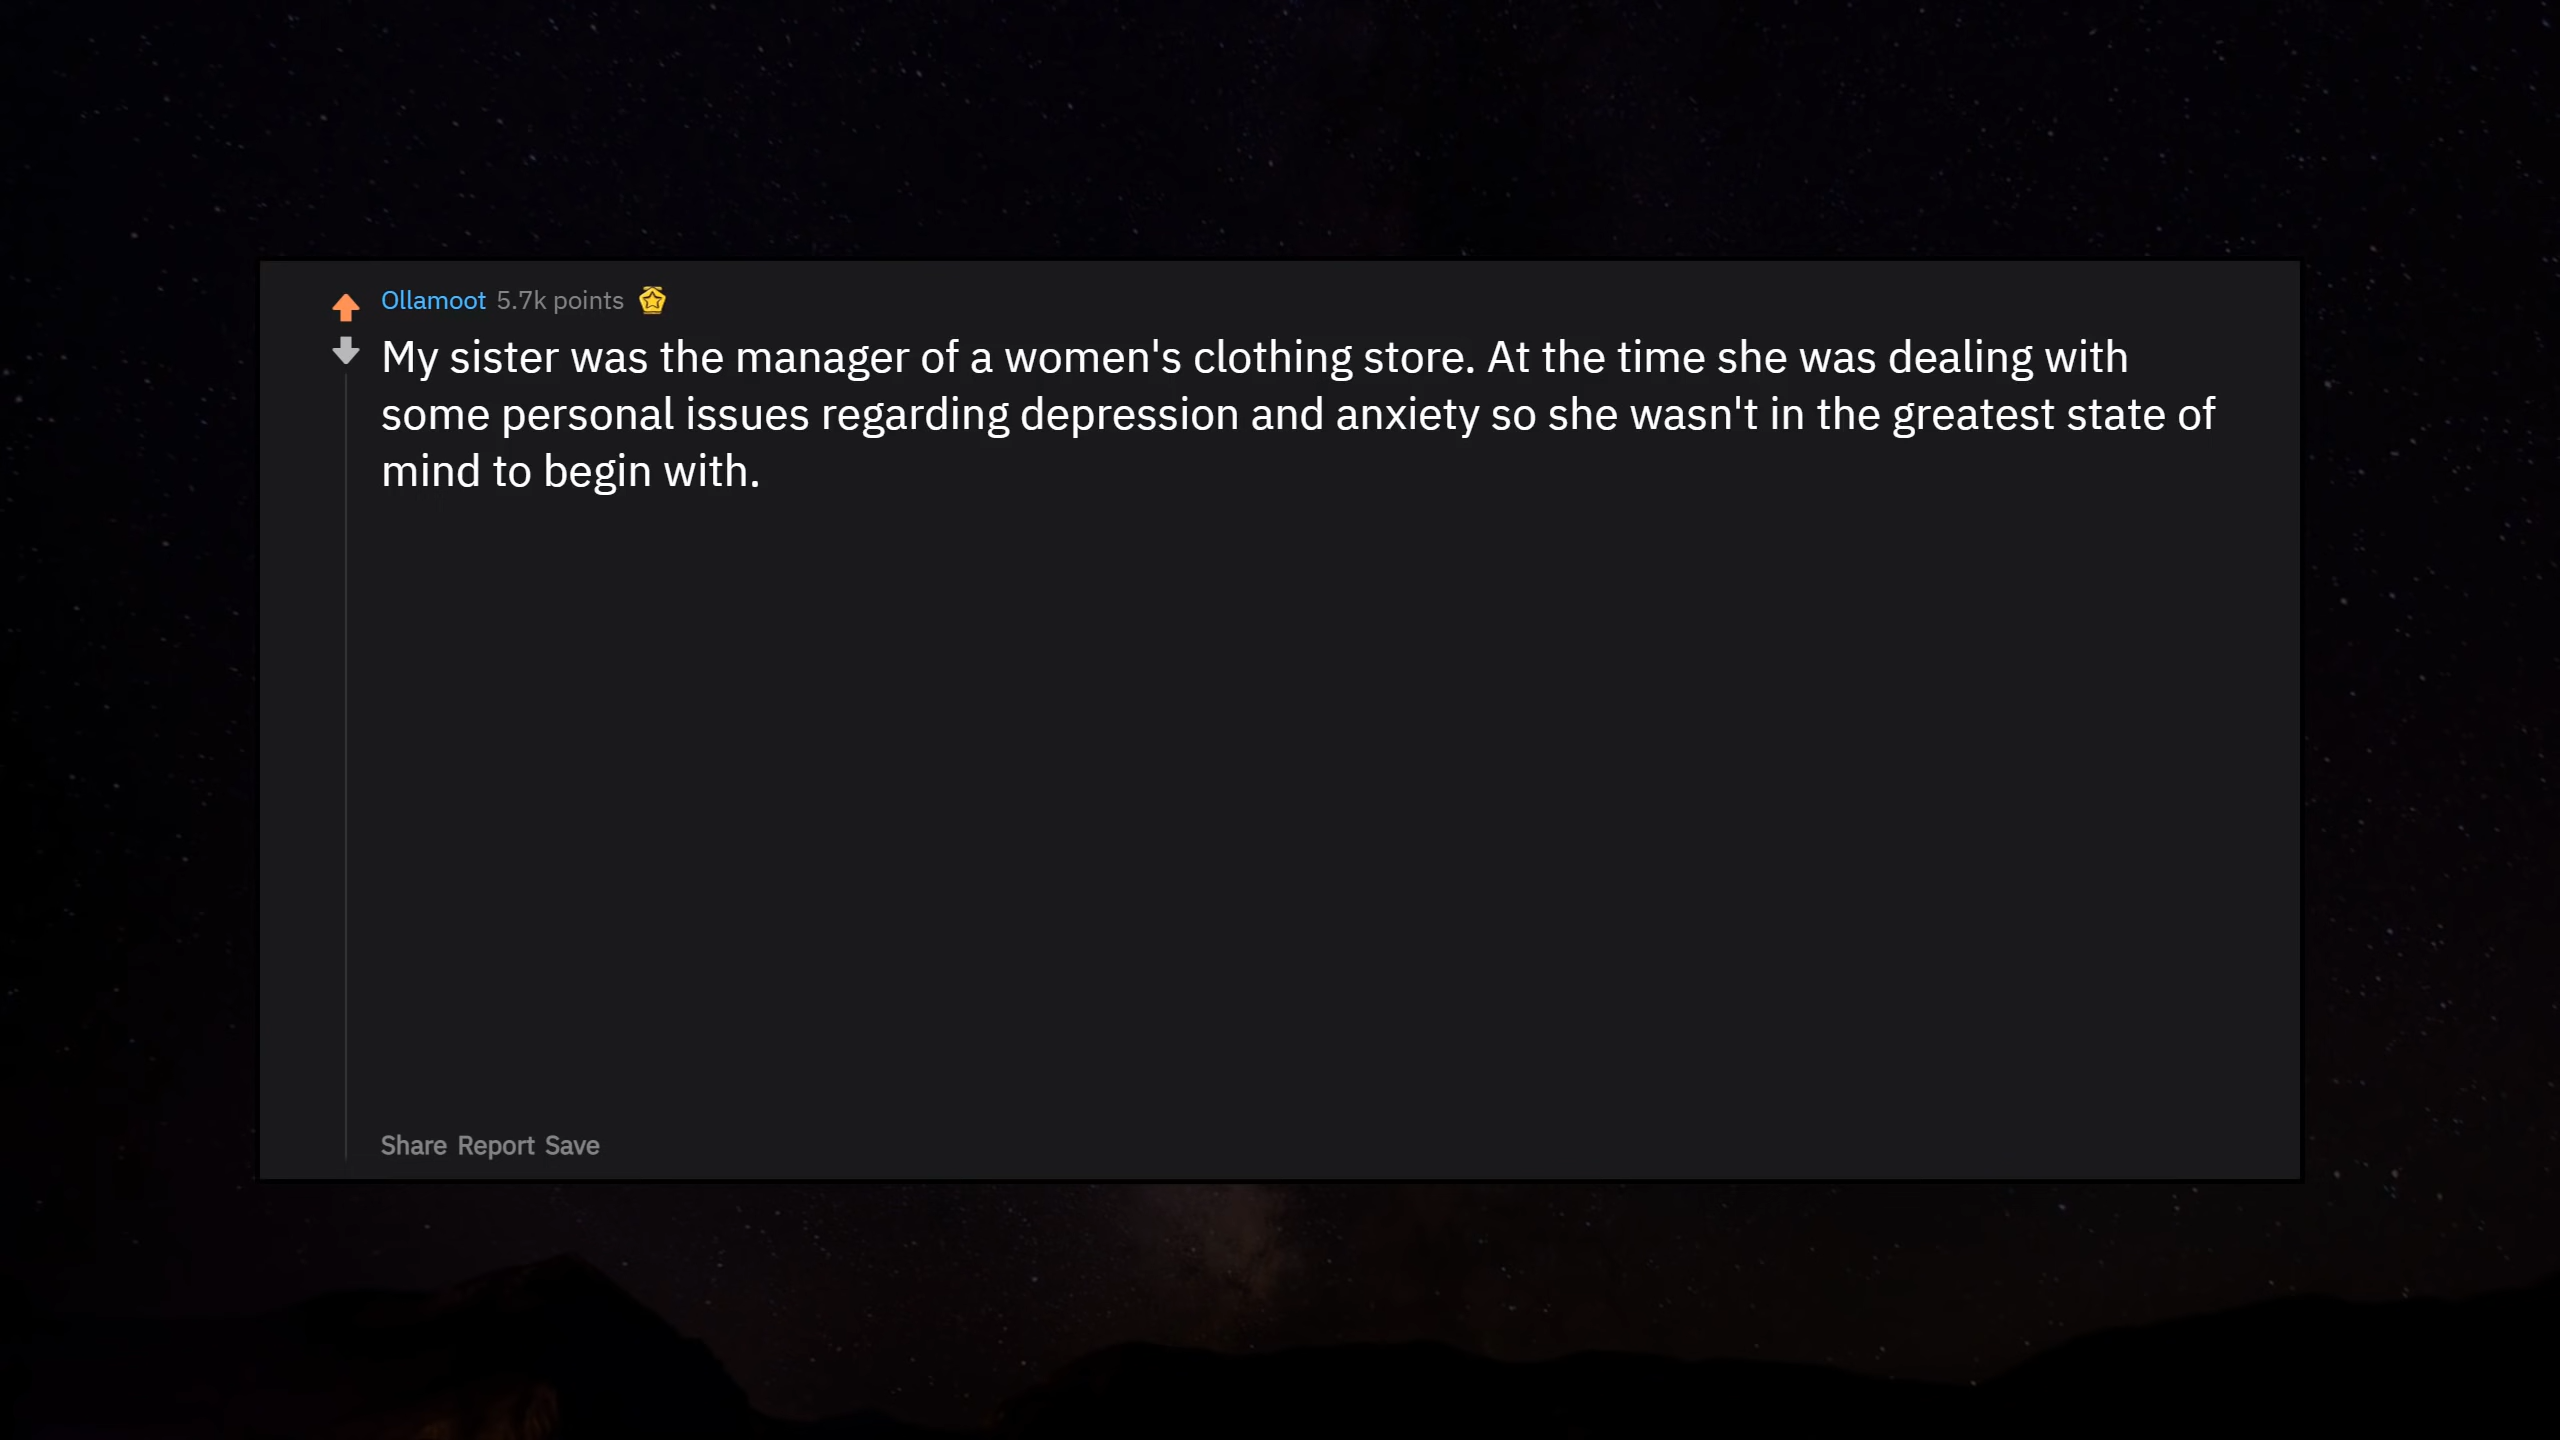 Ollamoot 5.7k points
My sister was the manager of a women's clothing store. At the time she was dealing with
some personal issues regarding depression and anxiety so she wasn't in the greatest state of
mind to begin with.
Share Report Save